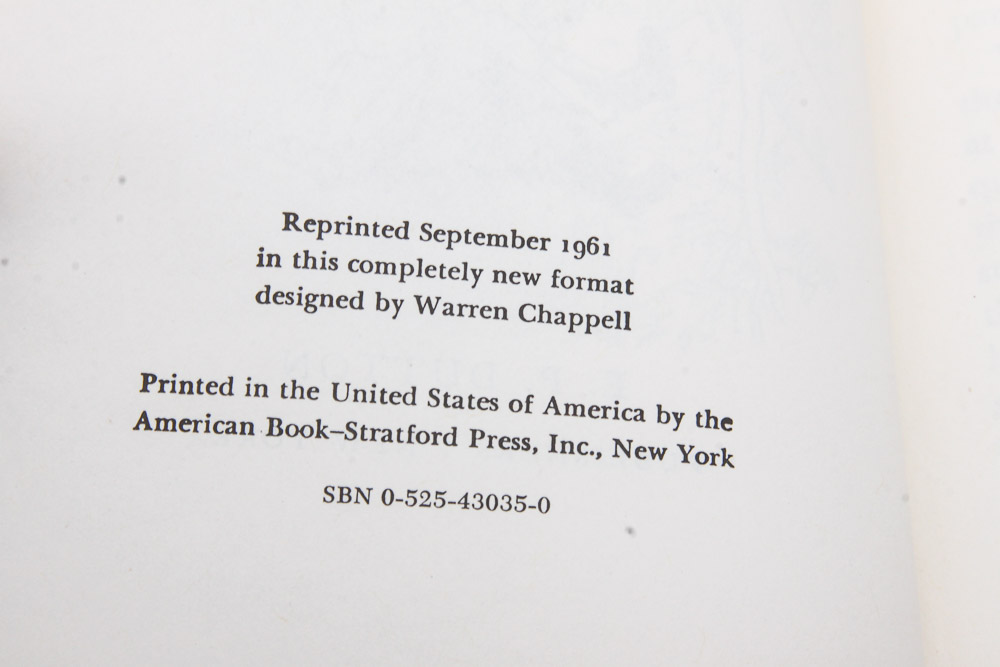 Reprinted September 1961
in this completely new format
designed by Warren Chappell
Printed in the United States of America by the
American Book–Stratford Press, Inc., New York
SBN 0-525-43035-0